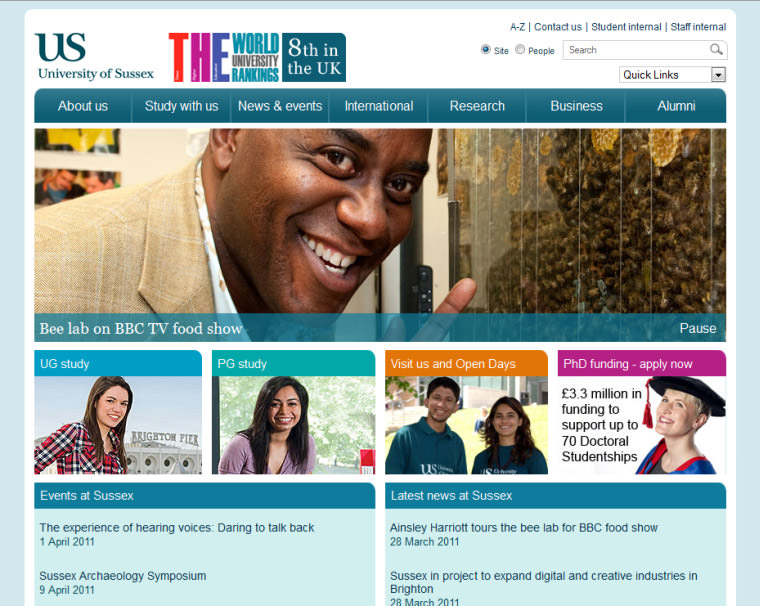 A-Z | Contact us | Student internal | Staff internal
US
University of Sussex
THE WORLD UNIVERSITY RANKINGS
8th in the UK
Site People Search
Quick Links
About us Study with us News & events International Research Business Alumni
Bee lab on BBC TV food show Pause
UG study PG study Visit us and Open Days PhD funding - apply now
BRIGHTON PIER
US
US
£3.3 million in
funding to
support up to
70 Doctoral
Studentships
Events at Sussex
The experience of hearing voices: Daring to talk back
1 April 2011
Sussex Archaeology Symposium
9 April 2011
Latest news at Sussex
Ainsley Harriott tours the bee lab for BBC food show
28 March 2011
Sussex in project to expand digital and creative industries in
Brighton
28 March 2011